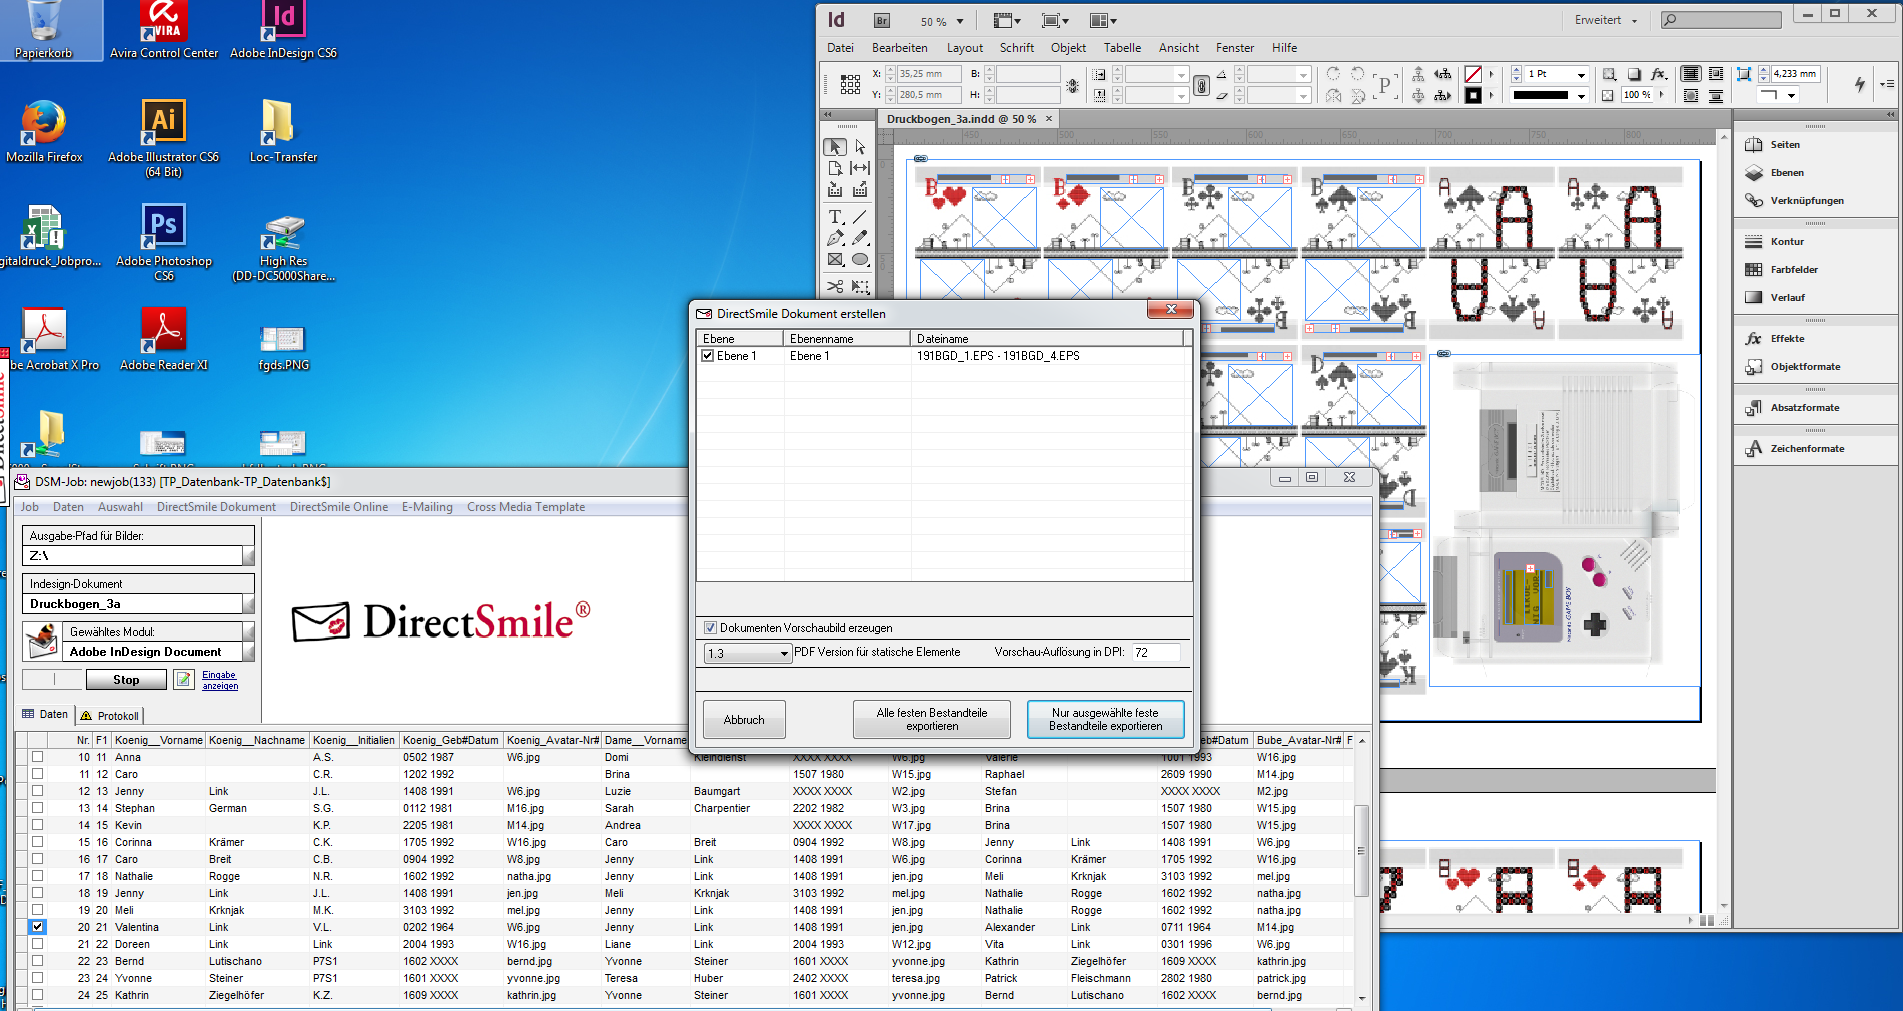 Papierkorb
Avira Control Center
Adobe InDesign CS6
Mozilla Firefox
Adobe Illustrator CS6
(64 Bit)
Loc-Transfer
gitaldruck_Jobpro...
Adobe Photoshop
CS6
High Res
(DD-DC5000Share...
be Acrobat X Pro
Adobe Reader XI
fgds.PNG
Id
Br
50 %
Erweitert
Datei Bearbeiten Layout Schrift Objekt Tabelle Ansicht Fenster Hilfe
X: 35,25 mm B:
Y: 280,5 mm H:
1 Pt
100 %
4,233 mm
Druckbogen_3a.indd @ 50 %
450 500 550 600 650 700 750 800
Seiten
Ebenen
Verknüpfungen
Kontur
Farbfelder
Verlauf
Effekte
Objektformate
Absatzformate
Zeichenformate
DirectSmile Dokument erstellen
Ebene Ebenenname Dateiname
Ebene 1 Ebene 1 191BGD_1.EPS - 191BGD_4.EPS
Dokumenten Vorschaubild erzeugen
1.3 PDF Version für statische Elemente Vorschau-Auflösung in DPI: 72
Abbruch
Alle festen Bestandteile
exportieren
Nur ausgewählte feste
Bestandteile exportieren
DSM-Job: newjob(133) [TP_Datenbank-TP_Datenbank$]
Job Daten Auswahl DirectSmile Dokument DirectSmile Online E-Mailing Cross Media Template
Ausgabe-Pfad für Bilder:
Z:\
Indesign-Dokument
Druckbogen_3a
Gewähltes Modul:
Adobe InDesign Document
Stop
Eingabe
anzeigen
DirectSmile®
Daten Protokoll
Nr. F1 Koenig__Vorname Koenig__Nachname Koenig__Initialien Koenig_Geb#Datum Koenig_Avatar-Nr# Dame__Vorname eb#Datum Bube_Avatar-Nr# F
10 11 Anna A.S. 0502 1987 W6.jpg Domi Kleindienst XXXX XXXX W6.jpg Valerie 1001 1993 W16.jpg
11 12 Caro C.R. 1202 1992 Brina 1507 1980 W15.jpg Raphael 2609 1990 M14.jpg
12 13 Jenny Link J.L. 1408 1991 W6.jpg Luzie Baumgart XXXX XXXX W2.jpg Stefan XXXX XXXX M2.jpg
13 14 Stephan German S.G. 0112 1981 M16.jpg Sarah Charpentier 2202 1982 W3.jpg Brina 1507 1980 W15.jpg
14 15 Kevin K.P. 2205 1981 M14.jpg Andrea XXXX XXXX W17.jpg Brina 1507 1980 W15.jpg
15 16 Corinna Krämer C.K. 1705 1992 W16.jpg Caro Breit 0904 1992 W8.jpg Jenny Link 1408 1991 W6.jpg
16 17 Caro Breit C.B. 0904 1992 W8.jpg Jenny Link 1408 1991 W6.jpg Corinna Krämer 1705 1992 W16.jpg
17 18 Nathalie Rogge N.R. 1602 1992 natha.jpg Jenny Link 1408 1991 jen.jpg Meli Krknjak 3103 1992 mel.jpg
18 19 Jenny Link J.L. 1408 1991 jen.jpg Meli Krknjak 3103 1992 mel.jpg Nathalie Rogge 1602 1992 natha.jpg
19 20 Meli Krknjak M.K. 3103 1992 mel.jpg Jenny Link 1408 1991 jen.jpg Nathalie Rogge 1602 1992 natha.jpg
20 21 Valentina Link V.L. 0202 1964 W6.jpg Jenny Link 1408 1991 jen.jpg Alexander Link 0711 1964 M14.jpg
21 22 Doreen Link Link 2004 1993 W16.jpg Liane Link 2004 1993 W12.jpg Vita Link 0301 1996 W6.jpg
22 23 Bernd Lutischano P7S1 1602 XXXX bernd.jpg Yvonne Steiner 1601 XXXX yvonne.jpg Kathrin Ziegelhöfer 1609 XXXX kathrin.jpg
23 24 Yvonne Steiner P7S1 1601 XXXX yvonne.jpg Teresa Huber 2402 XXXX teresa.jpg Patrick Fleischmann 2802 1980 patrick.jpg
24 25 Kathrin Ziegelhöfer K.Z. 1609 XXXX kathrin.jpg Yvonne Steiner 1601 XXXX yvonne.jpg Bernd Lutischano 1602 XXXX bernd.jpg